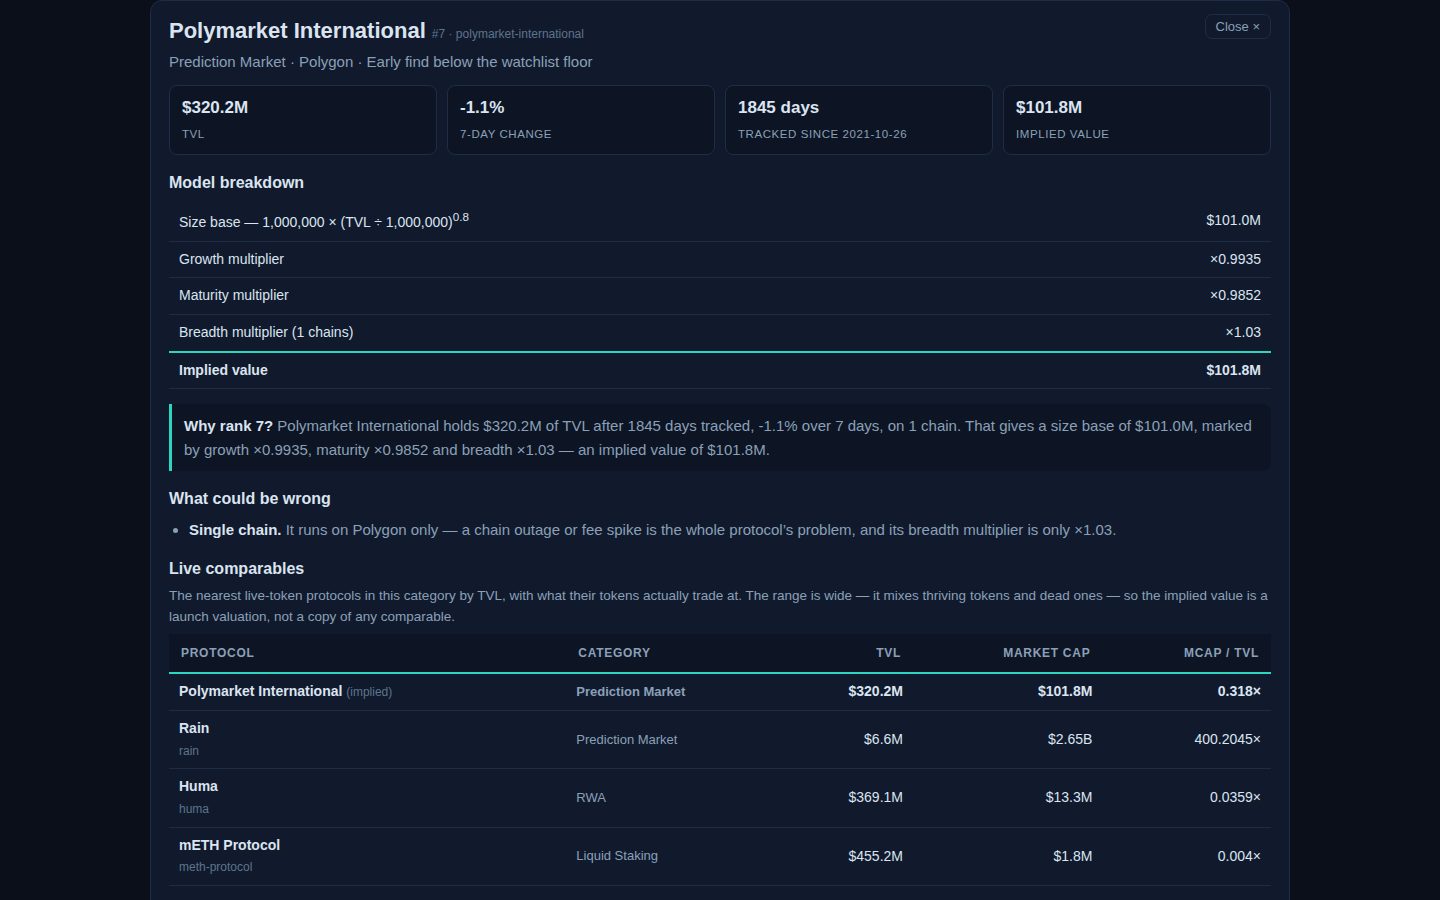 Polymarket International #7 · polymarket-international
Close ×
Prediction Market · Polygon · Early find below the watchlist floor
$320.2M
TVL
-1.1%
7-DAY CHANGE
1845 days
TRACKED SINCE 2021-10-26
$101.8M
IMPLIED VALUE
Model breakdown
Size base — 1,000,000 × (TVL ÷ 1,000,000)^0.8 $101.0M
Growth multiplier ×0.9935
Maturity multiplier ×0.9852
Breadth multiplier (1 chains) ×1.03
Implied value $101.8M
Why rank 7? Polymarket International holds $320.2M of TVL after 1845 days tracked, -1.1% over 7 days, on 1 chain. That gives a size base of $101.0M, marked
by growth ×0.9935, maturity ×0.9852 and breadth ×1.03 — an implied value of $101.8M.
What could be wrong
• Single chain. It runs on Polygon only — a chain outage or fee spike is the whole protocol’s problem, and its breadth multiplier is only ×1.03.
Live comparables
The nearest live-token protocols in this category by TVL, with what their tokens actually trade at. The range is wide — it mixes thriving tokens and dead ones — so the implied value is a
launch valuation, not a copy of any comparable.
PROTOCOL CATEGORY TVL MARKET CAP MCAP / TVL
Polymarket International (implied) Prediction Market $320.2M $101.8M 0.318×
Rain
rain
Prediction Market $6.6M $2.65B 400.2045×
Huma
huma
RWA $369.1M $13.3M 0.0359×
mETH Protocol
meth-protocol
Liquid Staking $455.2M $1.8M 0.004×